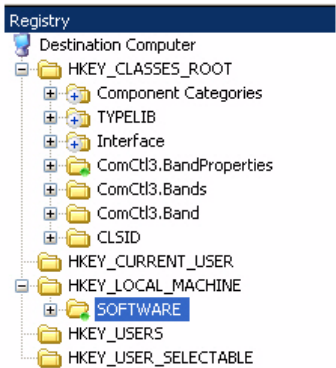 Registry
Destination Computer
HKEY_CLASSES_ROOT
Component Categories
TYPELIB
Interface
ComCtl3.BandProperties
ComCtl3.Bands
ComCtl3.Band
CLSID
HKEY_CURRENT_USER
HKEY_LOCAL_MACHINE
SOFTWARE
HKEY_USERS
HKEY_USER_SELECTABLE